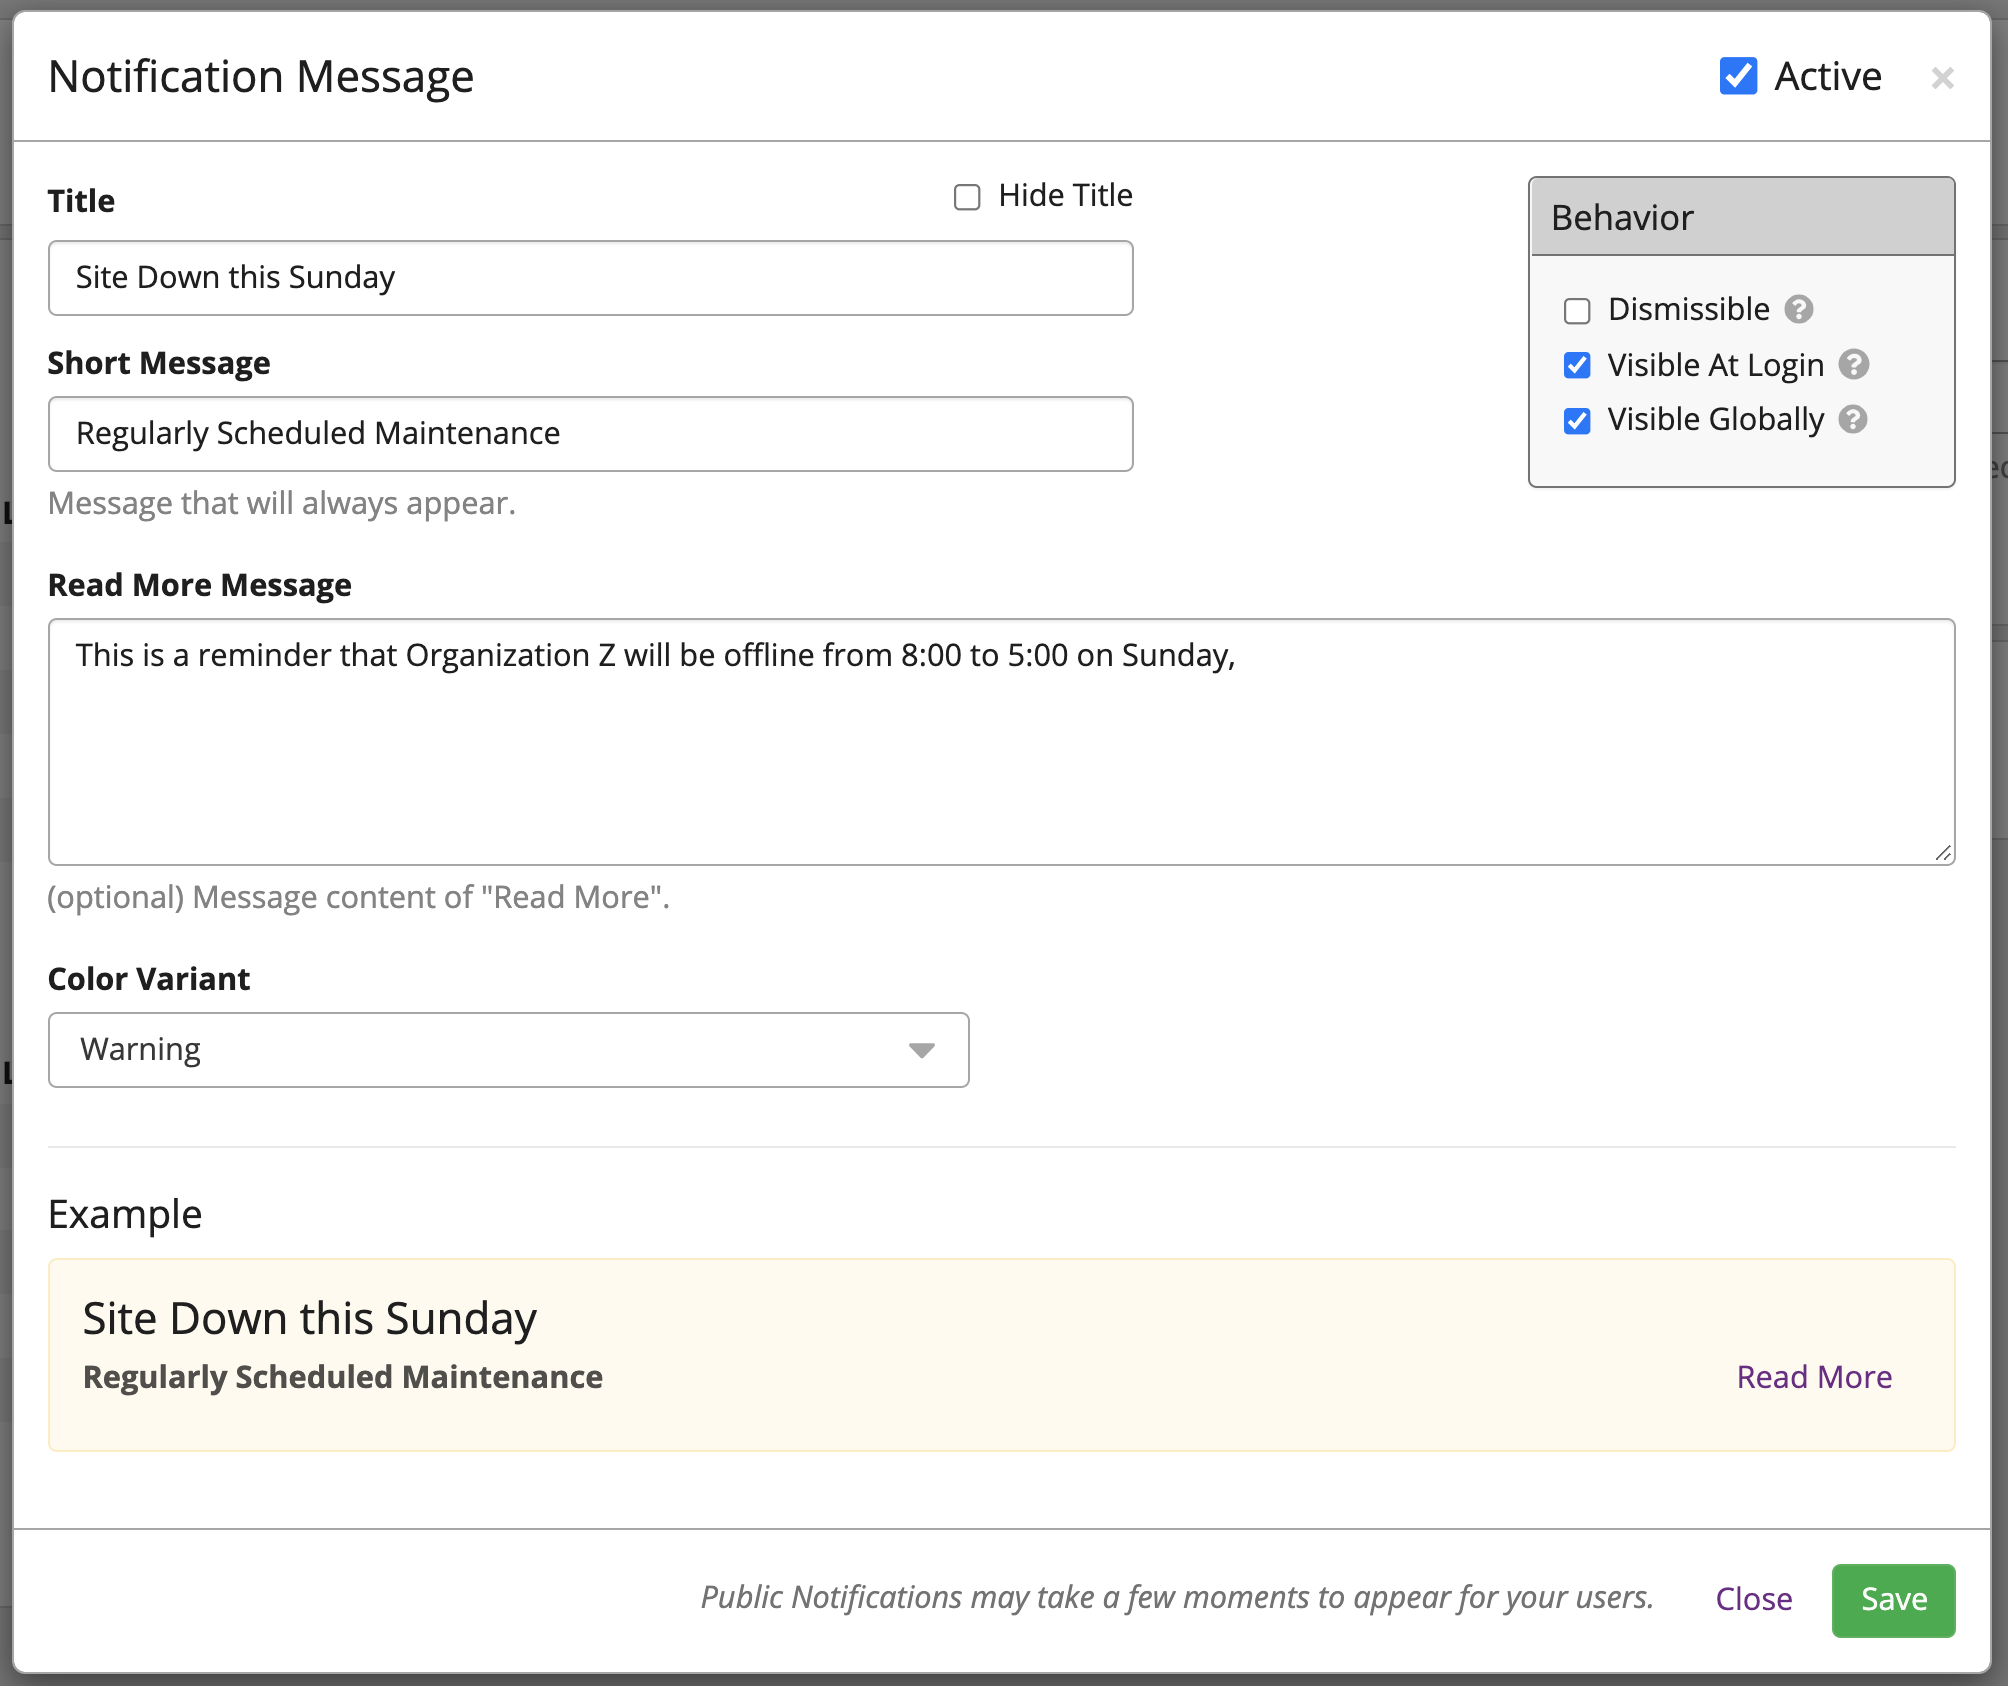 Notification Message
Active ×
Title
Hide Title
Site Down this Sunday
Short Message
Regularly Scheduled Maintenance
Message that will always appear.
Behavior
Dismissible ?
Visible At Login ?
Visible Globally ?
Read More Message
This is a reminder that Organization Z will be offline from 8:00 to 5:00 on Sunday,
(optional) Message content of "Read More".
Color Variant
Warning
Example
Site Down this Sunday
Regularly Scheduled Maintenance
Read More
Public Notifications may take a few moments to appear for your users.
Close
Save